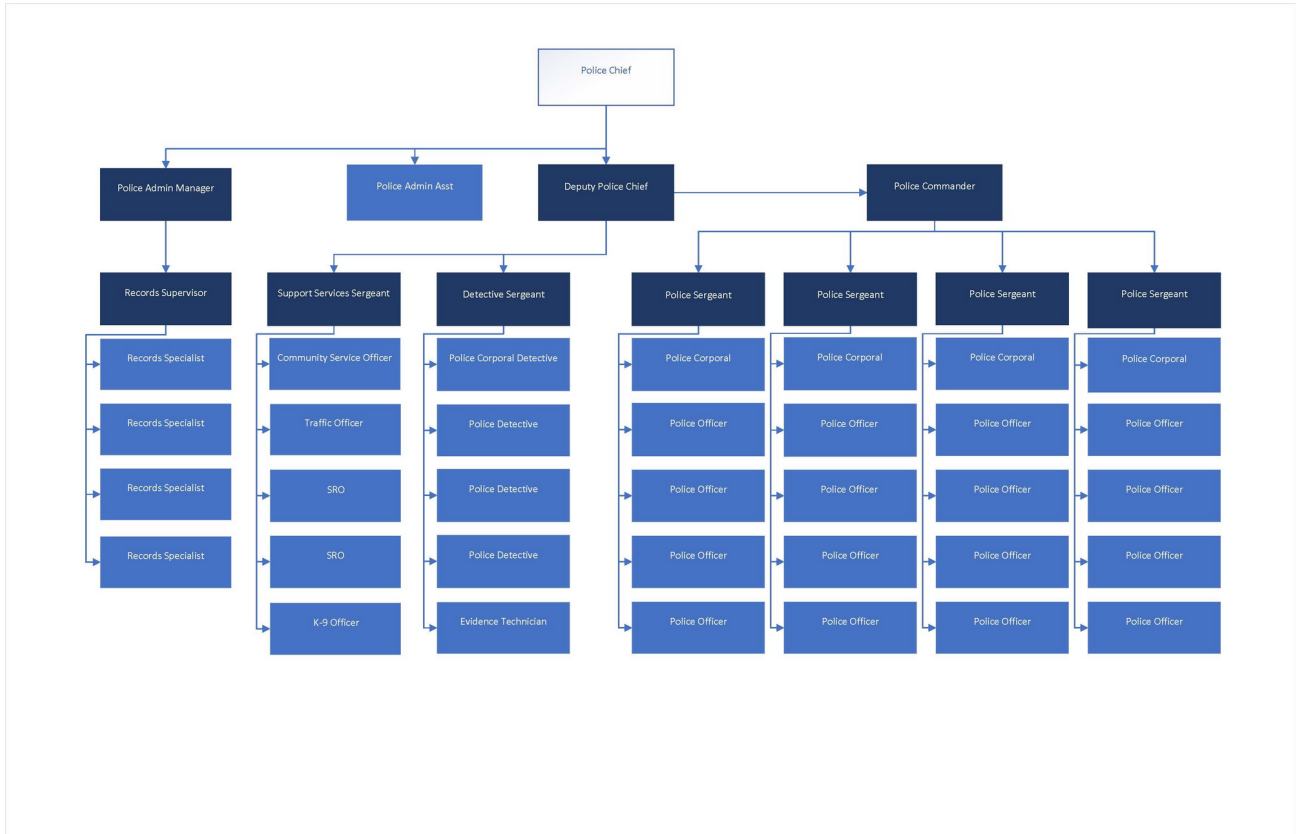 Police Chief
Police Admin Manager
Police Admin Asst
Deputy Police Chief
Police Commander
Records Supervisor
Support Services Sergeant
Detective Sergeant
Police Sergeant
Police Sergeant
Police Sergeant
Police Sergeant
Records Specialist
Community Service Officer
Police Corporal Detective
Police Corporal
Police Corporal
Police Corporal
Police Corporal
Records Specialist
Traffic Officer
Police Detective
Police Officer
Police Officer
Police Officer
Police Officer
Records Specialist
SRO
Police Detective
Police Officer
Police Officer
Police Officer
Police Officer
Records Specialist
SRO
Police Detective
Police Officer
Police Officer
Police Officer
Police Officer
K-9 Officer
Evidence Technician
Police Officer
Police Officer
Police Officer
Police Officer